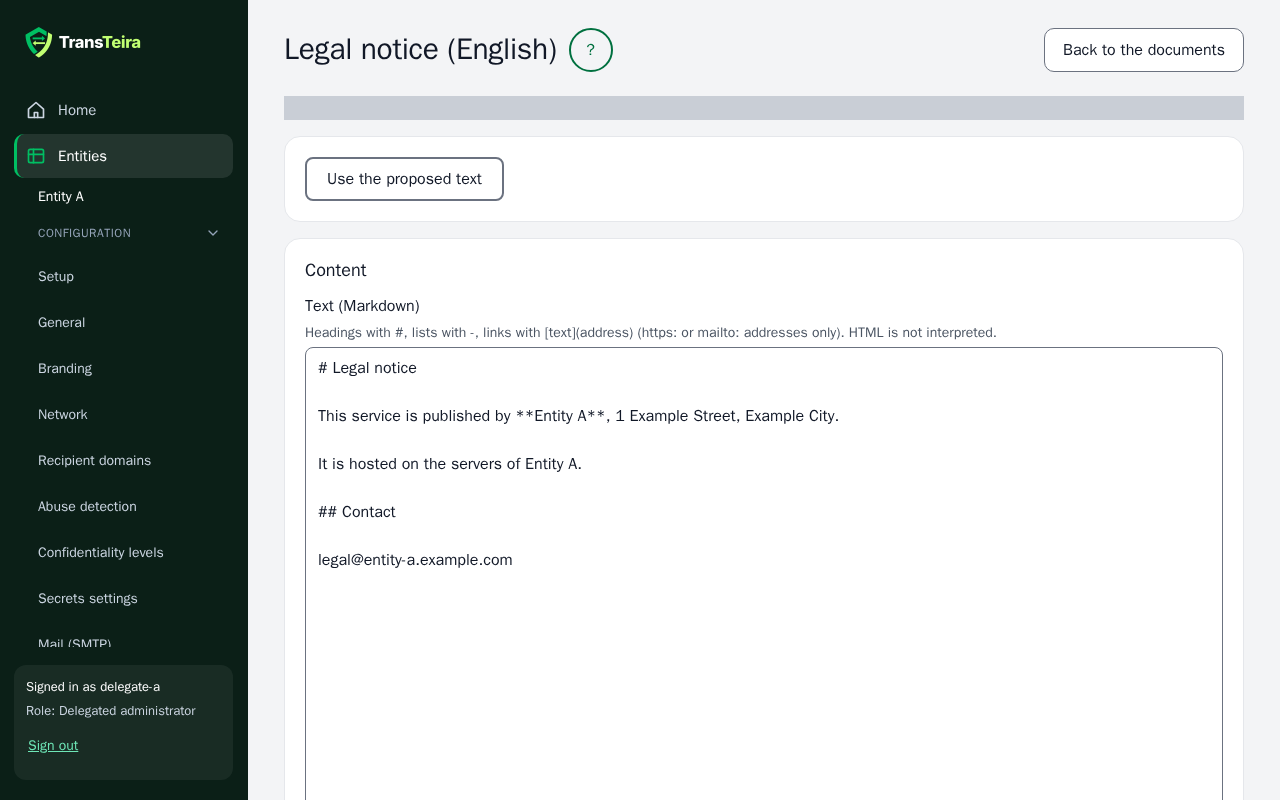 TransTeira
Home
Entities
Entity A
CONFIGURATION
Setup
General
Branding
Network
Recipient domains
Abuse detection
Confidentiality levels
Secrets settings
Mail (SMTP)
Signed in as delegate-a
Role: Delegated administrator
Sign out
Legal notice (English)
?
Back to the documents
Use the proposed text
Content
Text (Markdown)
Headings with #, lists with -, links with [text](address) (https: or mailto: addresses only). HTML is not interpreted.
# Legal notice
This service is published by **Entity A**, 1 Example Street, Example City.
It is hosted on the servers of Entity A.
## Contact
legal@entity-a.example.com